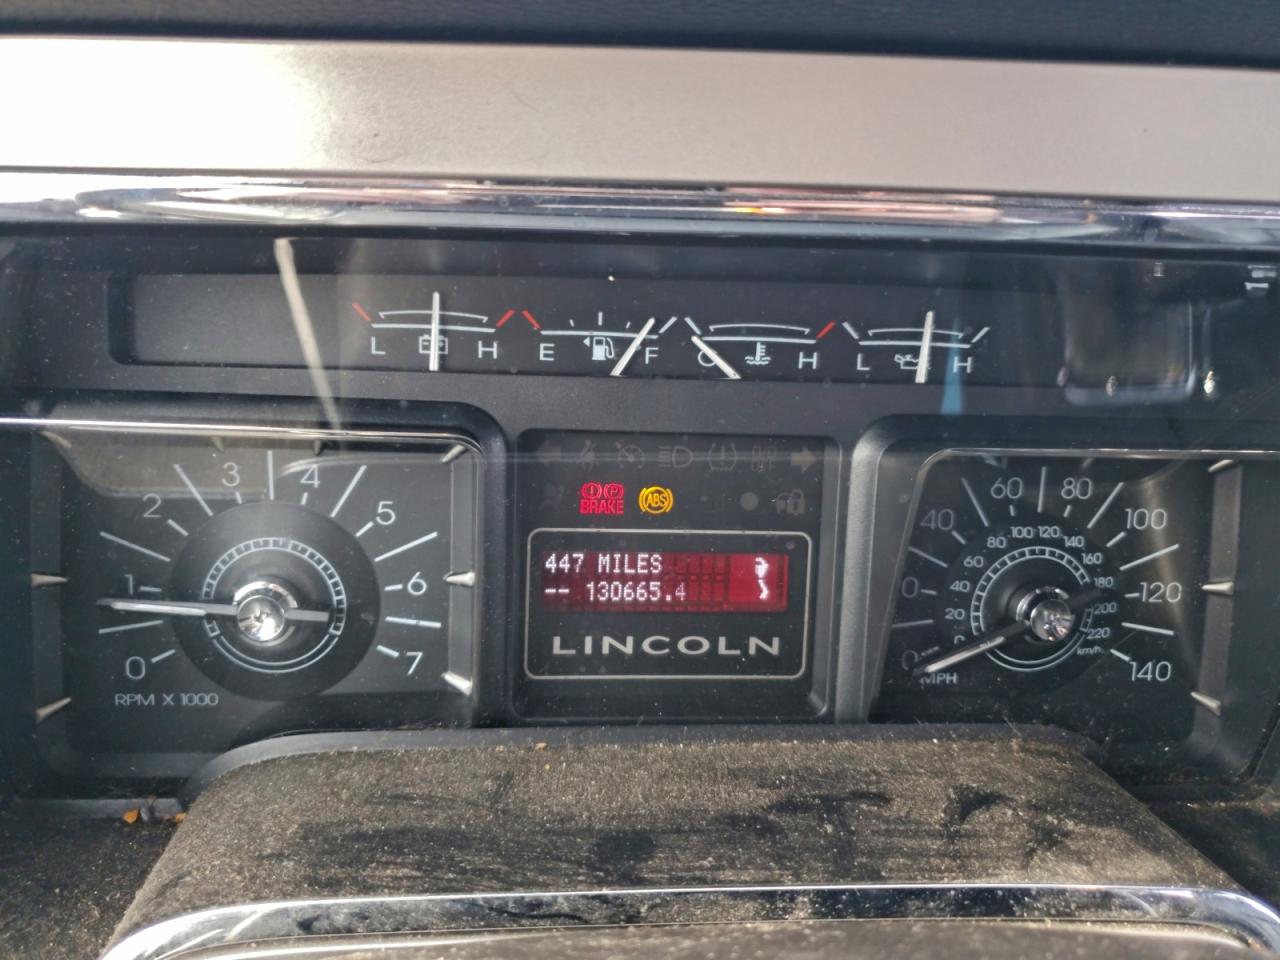 L H E F C H L H
3 4
2 5
1 6
0 7
RPM X 1000
BRAKE ABS
447 MILES
-- 130665.4
LINCOLN
60 80
40 100
120
0 140
100 120
80 140
60 160
40 180
20 200
0 220
km/h
MPH